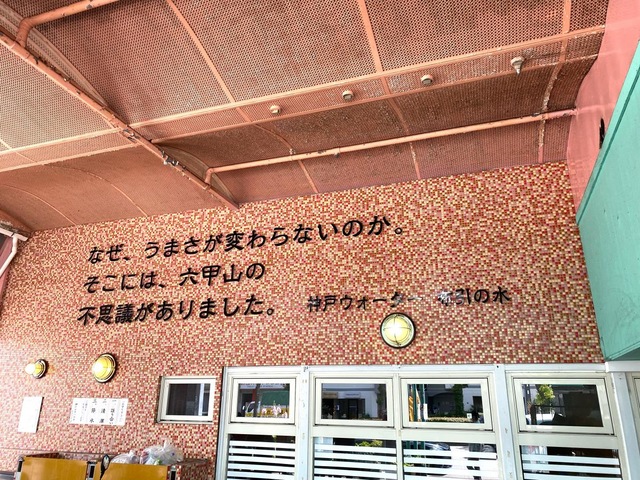 なぜ、うまさが変わらないのか。
そこには、六甲山の
不思議がありました。
神戸ウォーター 布引の水